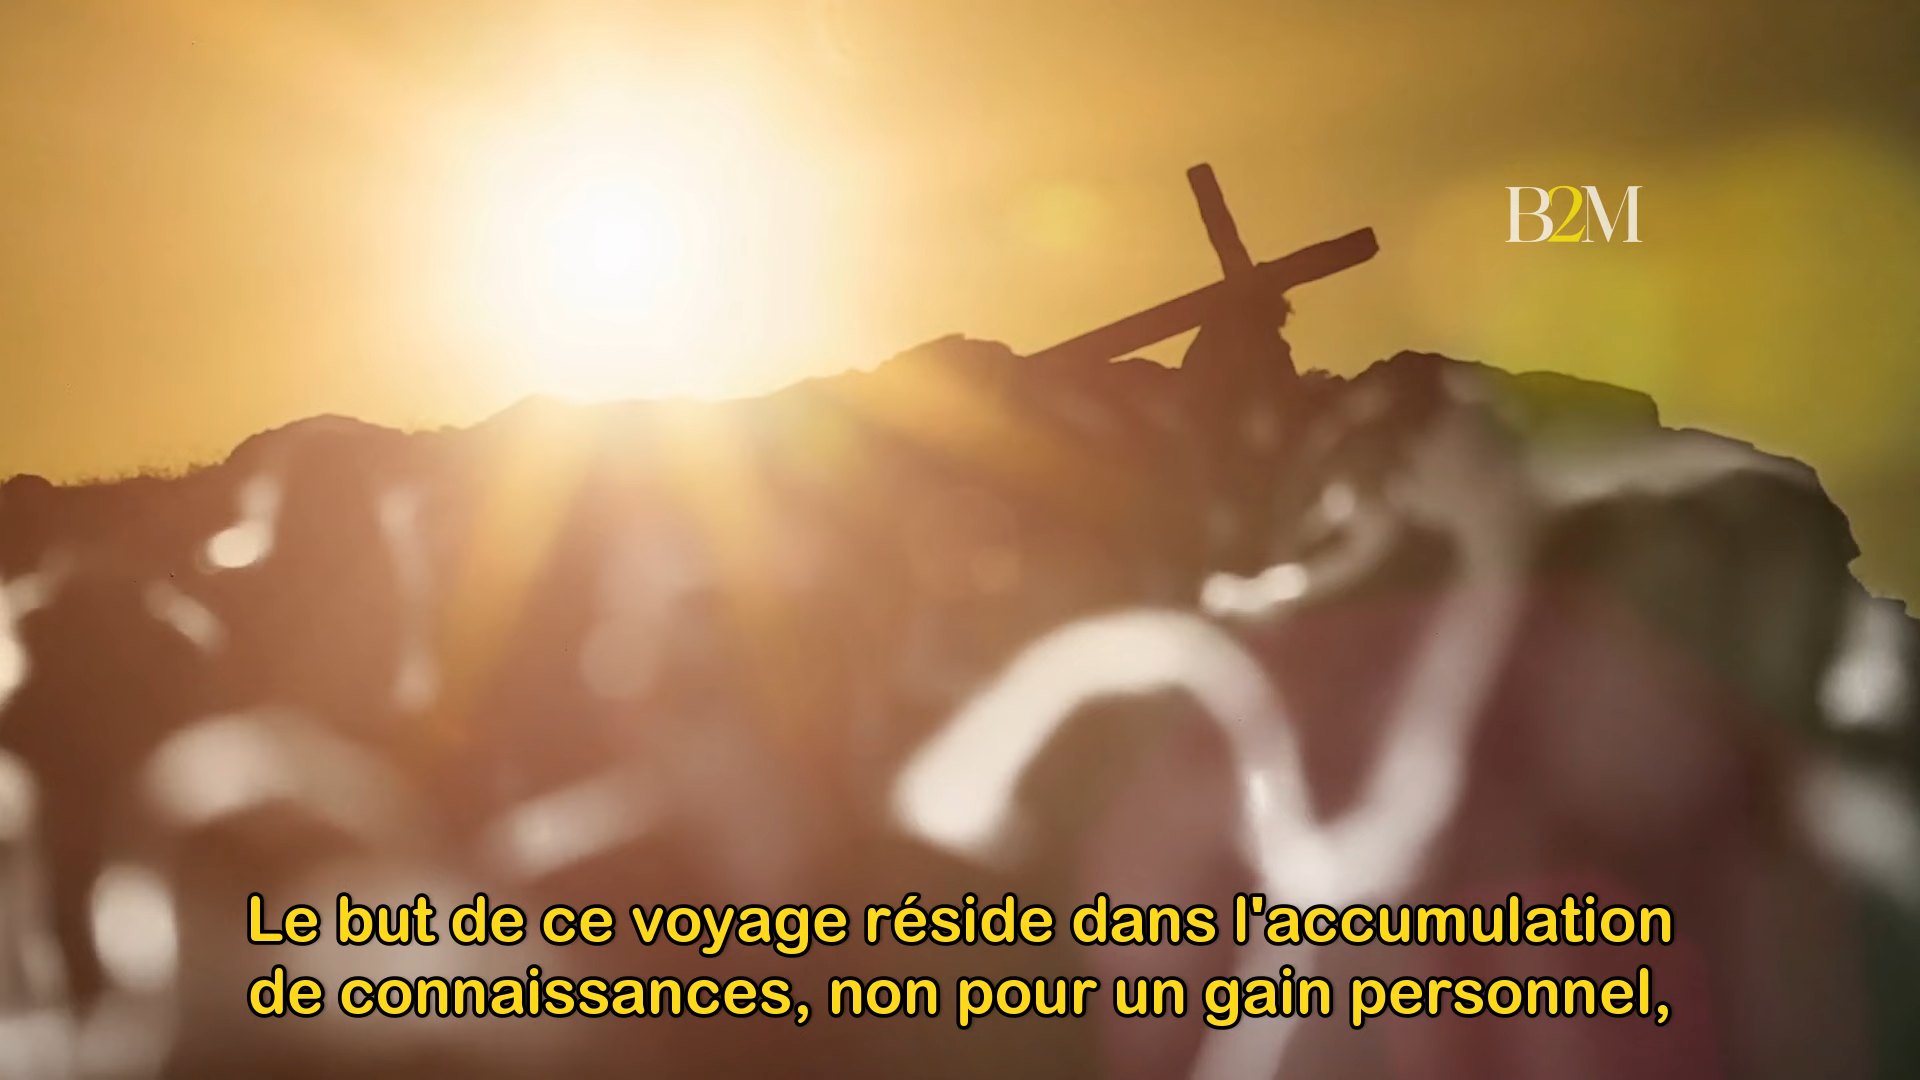 B2M
Le but de ce voyage réside dans l'accumulation
de connaissances, non pour un gain personnel,